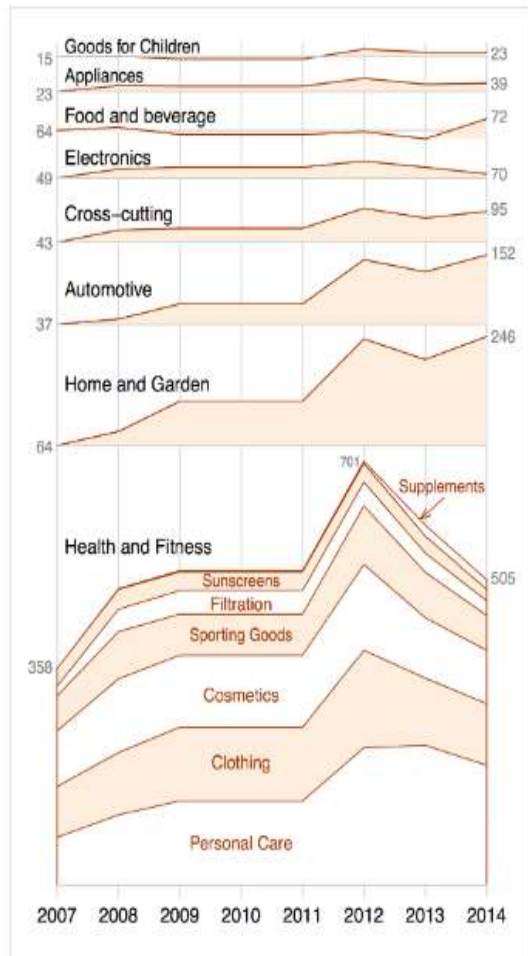 Goods for Children
15
23
Appliances
23
39
Food and beverage
64
72
Electronics
49
70
Cross-cutting
43
95
Automotive
37
152
Home and Garden
64
246
701
Supplements
Health and Fitness
Sunscreens
505
Filtration
Sporting Goods
358
Cosmetics
Clothing
Personal Care
2007 2008 2009 2010 2011 2012 2013 2014